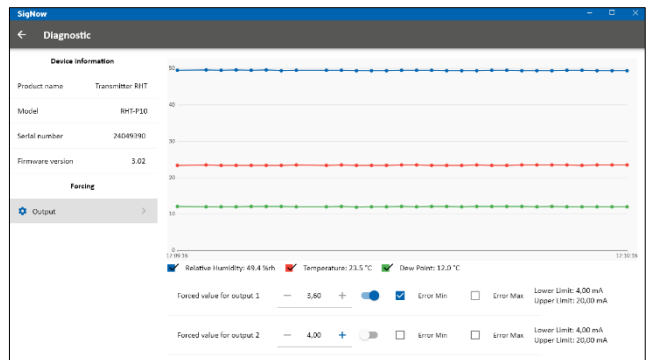 SigNow
Diagnostic
Device information
Product name Transmitter RHT
Model RHT-P10
Serial number 24049390
Firmware version 3.02
Forcing
Output
50
40
30
20
10
0
17:09:16 17:10:16
Relative Humidity: 49.4 %rh Temperature: 23.5 °C Dew Point: 12.0 °C
Forced value for output 1 — 3,60 + Error Min Error Max Lower Limit: 4,00 mA
Upper Limit: 20,00 mA
Forced value for output 2 — 4,00 + Error Min Error Max Lower Limit: 4,00 mA
Upper Limit: 20,00 mA